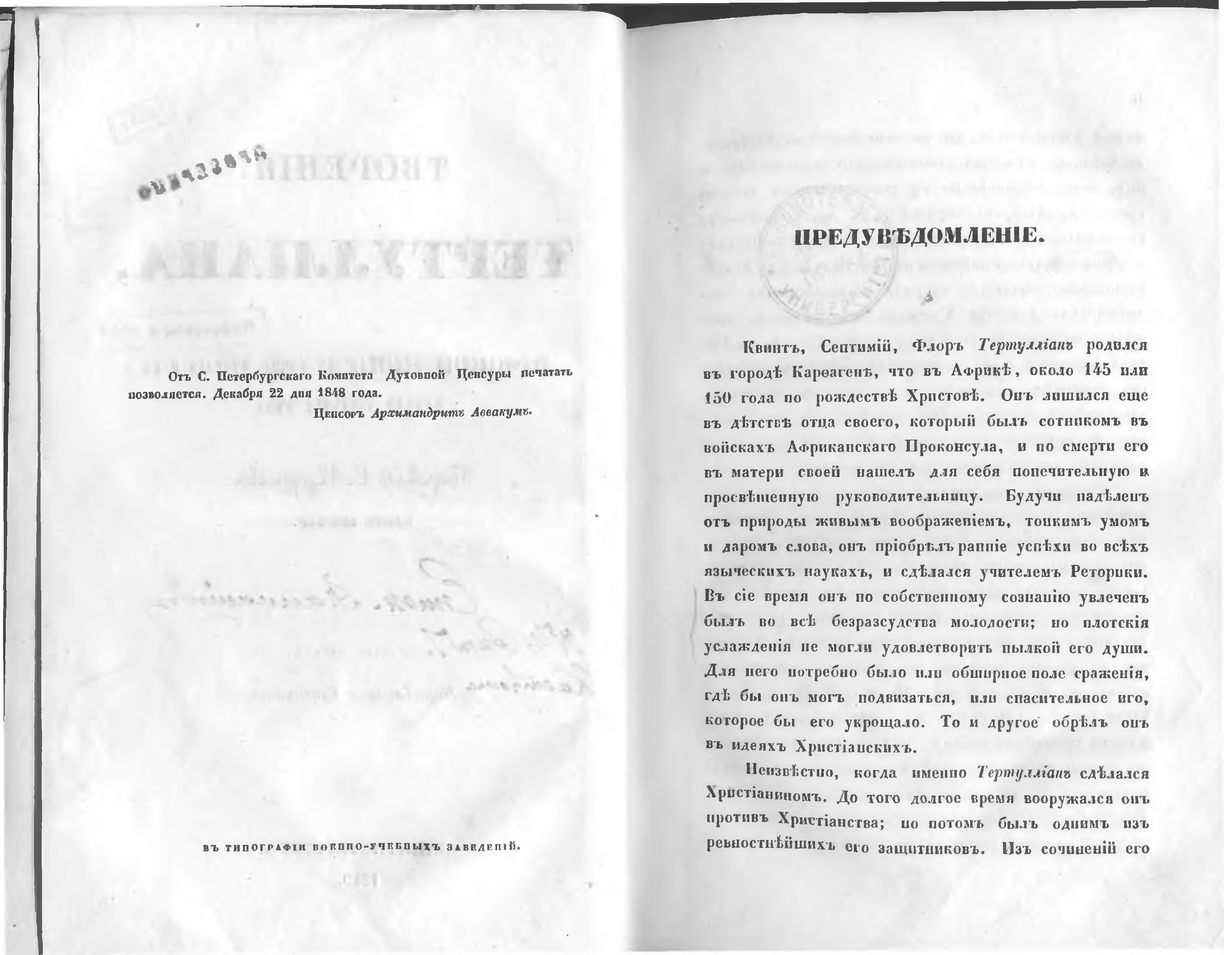 Отъ С. Петербургскаго Комитета Духовной Ценсуры печатать
позволяется. Декабря 22 дня 1848 года.
Ценсоръ Архимандритъ Аввакумъ.
ВЪ ТИПОГРАФІИ ВОЕННО-УЧЕБНЫХЪ ЗАВЕДЕНІЙ.
ПРЕДУВѢДОМЛЕНІЕ.
Квинтъ, Септимій, Флоръ Тертулліанъ родился
въ городѣ Карѳагенѣ, что въ Африкѣ, около 145 или
150 года по рождествѣ Христовѣ. Онъ лишился еще
въ дѣтствѣ отца своего, который былъ сотникомъ въ
войскахъ Африканскаго Проконсула, и по смерти его
въ матери своей нашелъ для себя попечительную и
просвѣщенную руководительницу. Будучи надѣленъ
отъ природы живымъ воображеніемъ, тонкимъ умомъ
и даромъ слова, онъ пріобрѣлъ ранніе успѣхи во всѣхъ
языческихъ наукахъ, и сдѣлался учителемъ Реторики.
Въ сіе время онъ по собственному сознанію увлеченъ
былъ во всѣ безразсудства молодости; но плотскія
услажденія не могли удовлетворить пылкой его души.
Для него потребно было или обширное поле сраженія,
гдѣ бы онъ могъ подвизаться, или спасительное иго,
которое бы его укрощало. То и другое обрѣлъ онъ
въ идеяхъ Христіанскихъ.
Неизвѣстно, когда именно Тертулліанъ сдѣлался
Христіаниномъ. До того долгое время вооружался онъ
противъ Христіанства; но потомъ былъ однимъ изъ
ревностнѣйшихъ его защитниковъ. Изъ сочиненій его